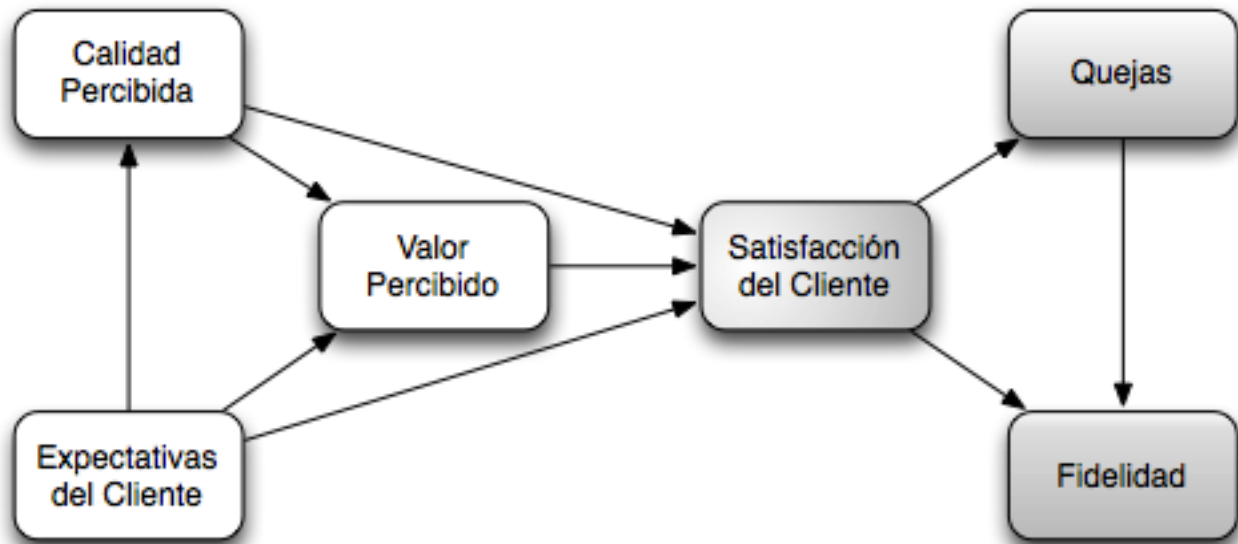 Calidad
Percibida
Quejas
Valor
Percibido
Satisfacción
del Cliente
Expectativas
del Cliente
Fidelidad